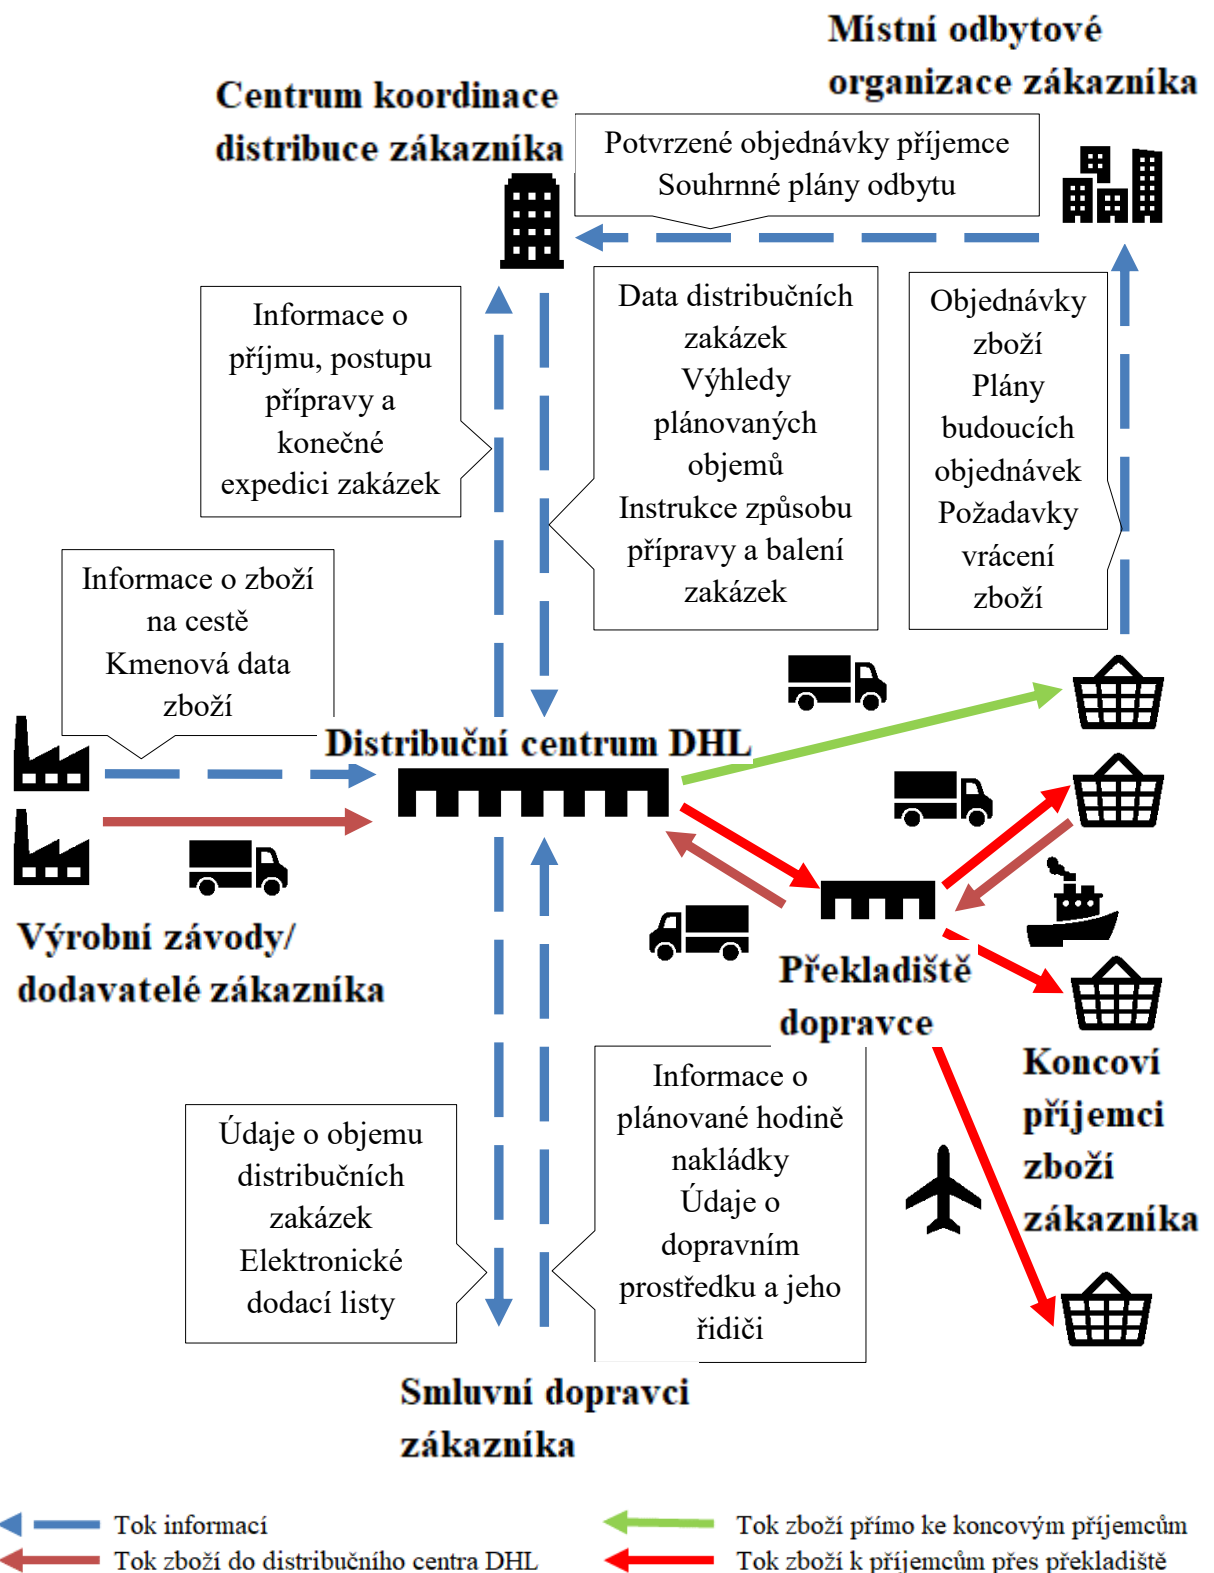 Místní odbytové
organizace zákazníka
Centrum koordinace
distribuce zákazníka
Potvrzené objednávky příjemce
Souhrnné plány odbytu
Informace o
příjmu, postupu
přípravy a
konečné
expedici zakázek
Data distribučních
zakázek
Výhledy
plánovaných
objemů
Instrukce způsobu
přípravy a balení
zakázek
Objednávky
zboží
Plány
budoucích
objednávek
Požadavky
vrácení
zboží
Informace o zboží
na cestě
Kmenová data
zboží
Distribuční centrum DHL
Výrobní závody/
dodavatelé zákazníka
Překladiště
dopravce
Koncoví
příjemci
zboží
zákazníka
Údaje o objemu
distribučních
zakázek
Elektronické
dodací listy
Informace o
plánované hodině
nakládky
Údaje o
dopravním
prostředku a jeho
řidiči
Smluvní dopravci
zákazníka
Tok informací
Tok zboží do distribučního centra DHL
Tok zboží přímo ke koncovým příjemcům
Tok zboží k příjemcům přes překladiště